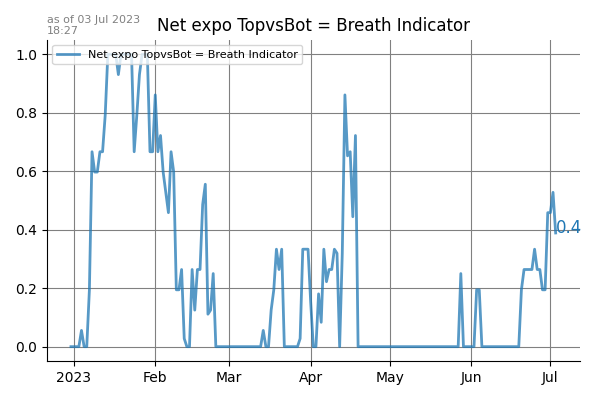 as of 03 Jul 2023
18:27
Net expo TopvsBot = Breath Indicator
Net expo TopvsBot = Breath Indicator
1.0
0.8
0.6
0.4
0.4
0.2
0.0
2023 Feb Mar Apr May Jun Jul